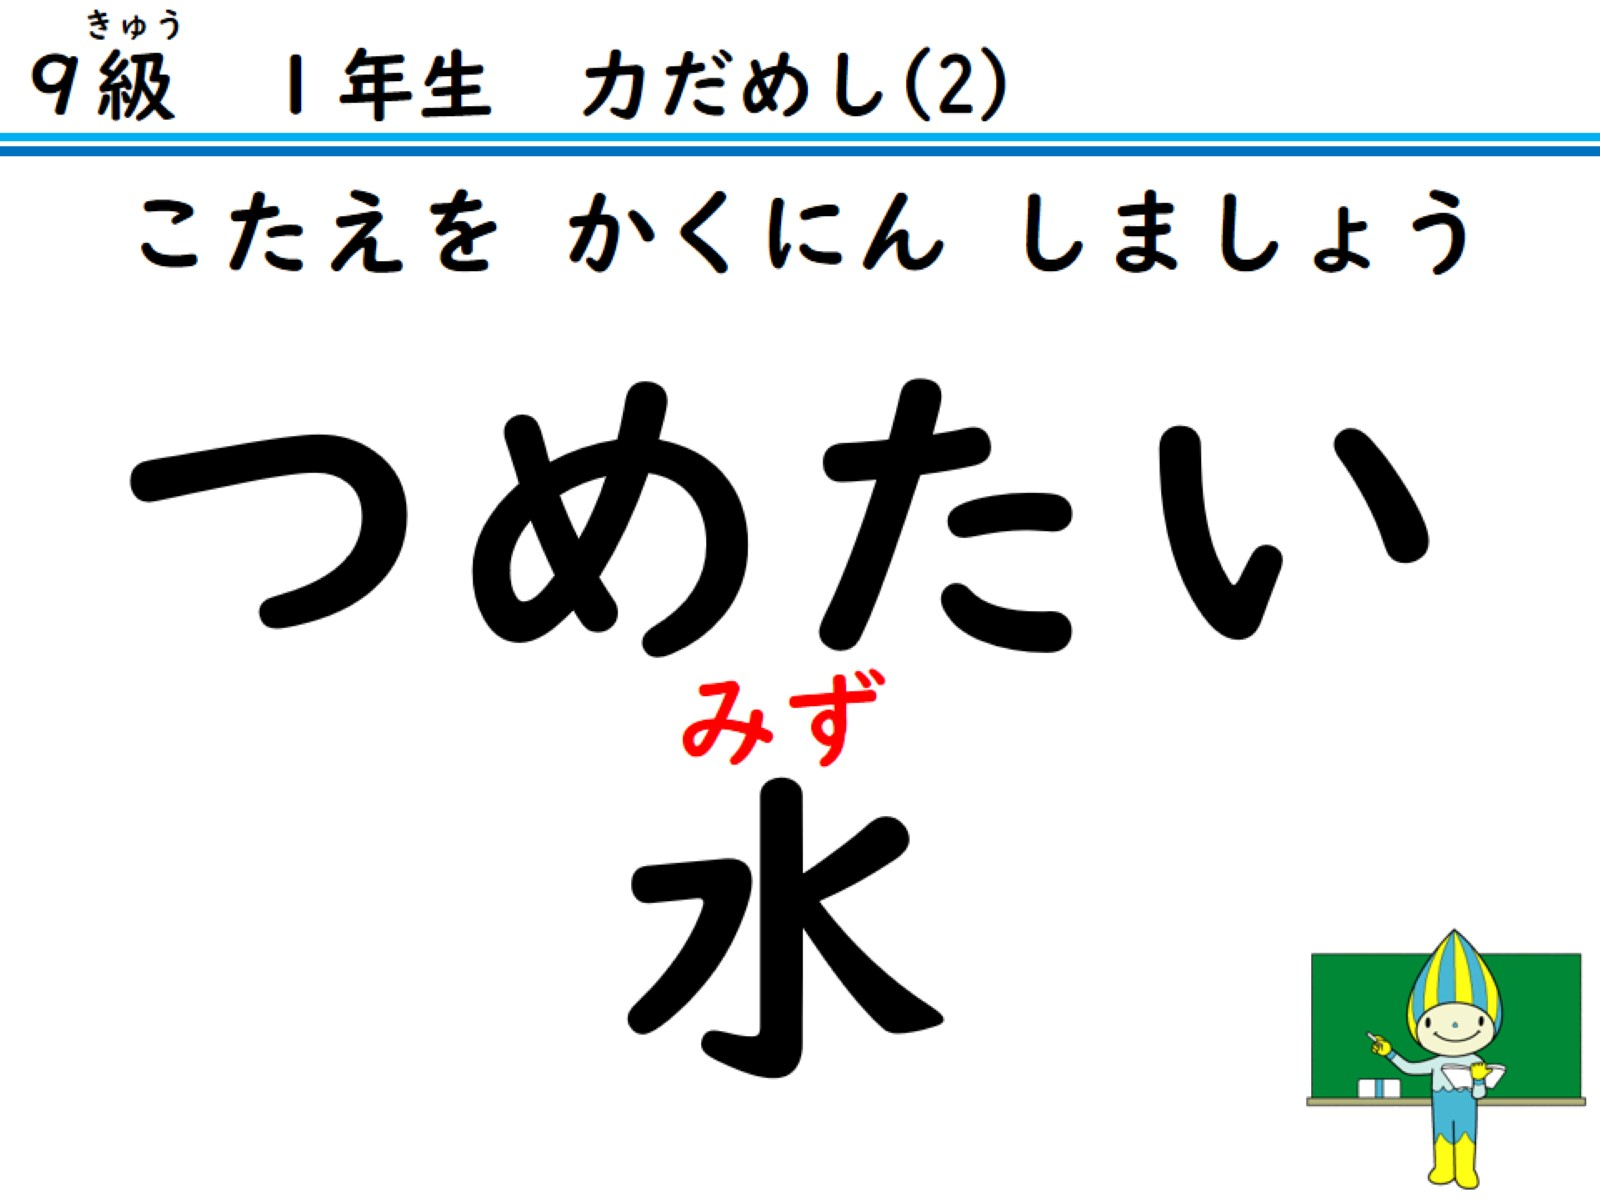 きゅう
9級 1年生 力だめし(2)
こたえを かくにん しましょう
つめたい
みず
水